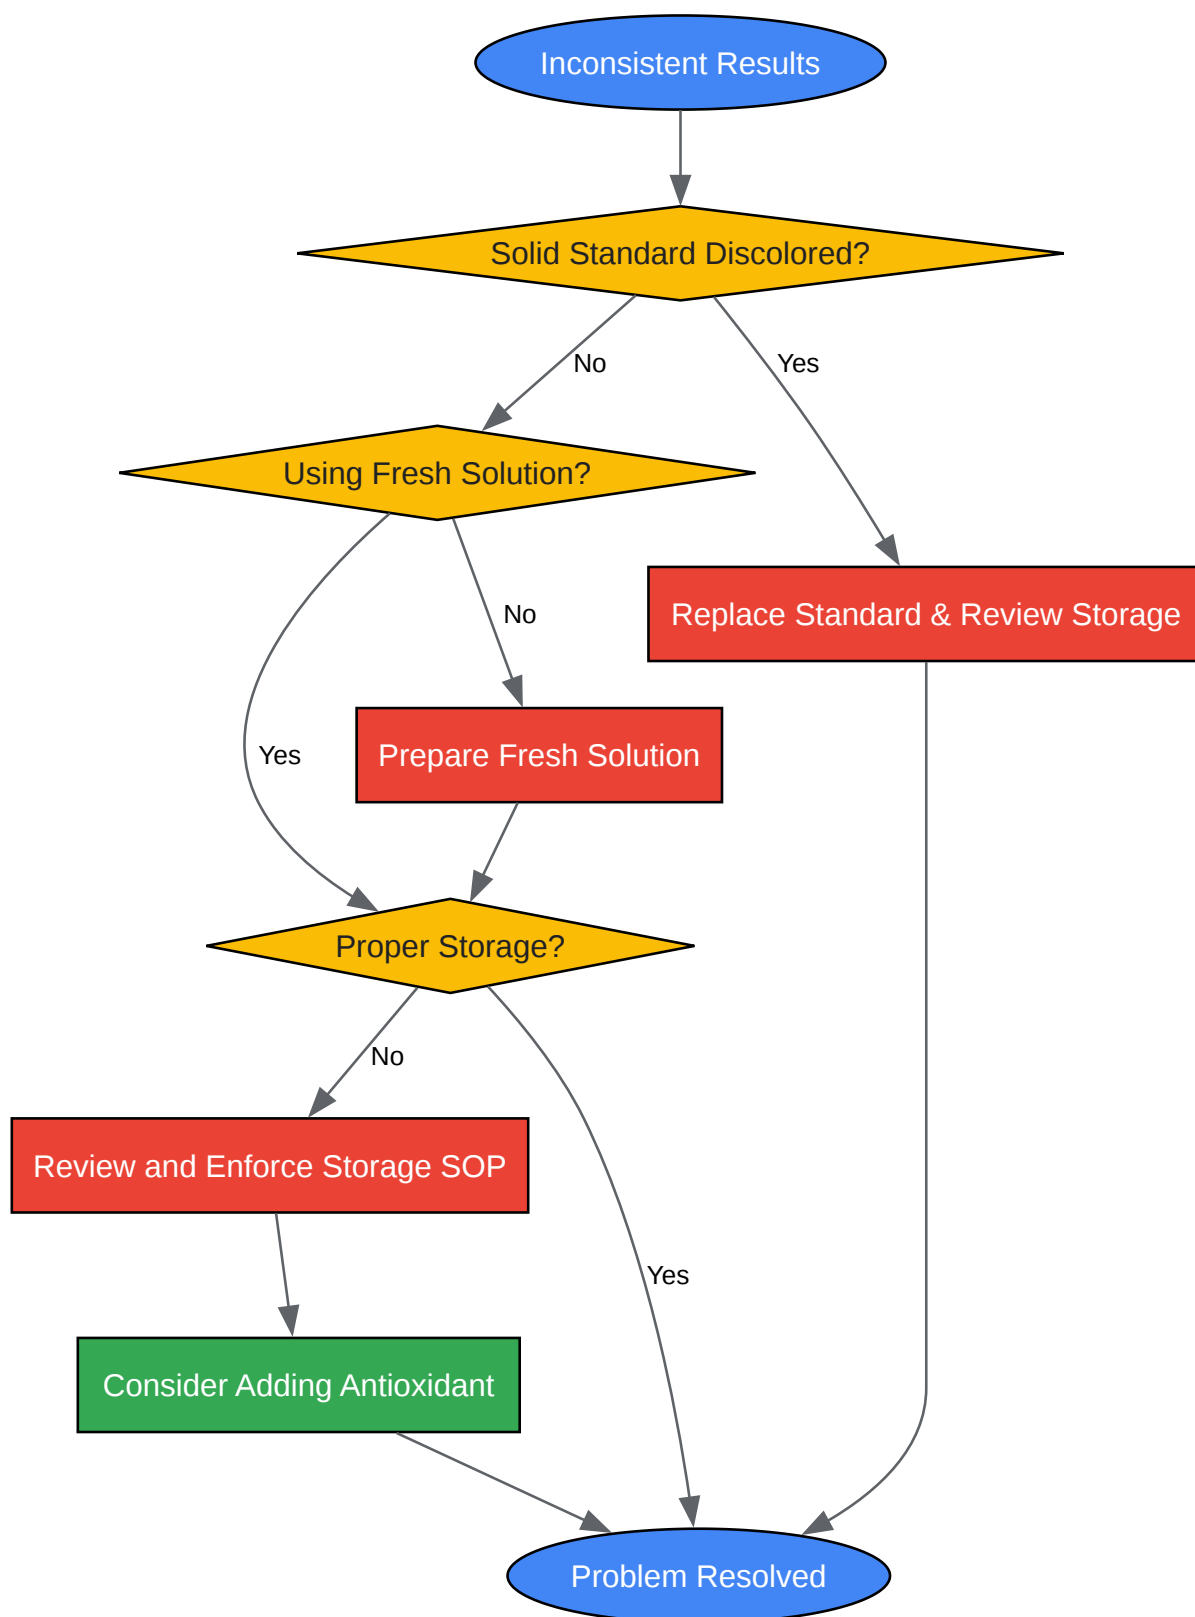 Inconsistent Results
Solid Standard Discolored?
No
Yes
Using Fresh Solution?
Replace Standard & Review Storage
No
Yes
Prepare Fresh Solution
Proper Storage?
No
Review and Enforce Storage SOP
Yes
Consider Adding Antioxidant
Problem Resolved